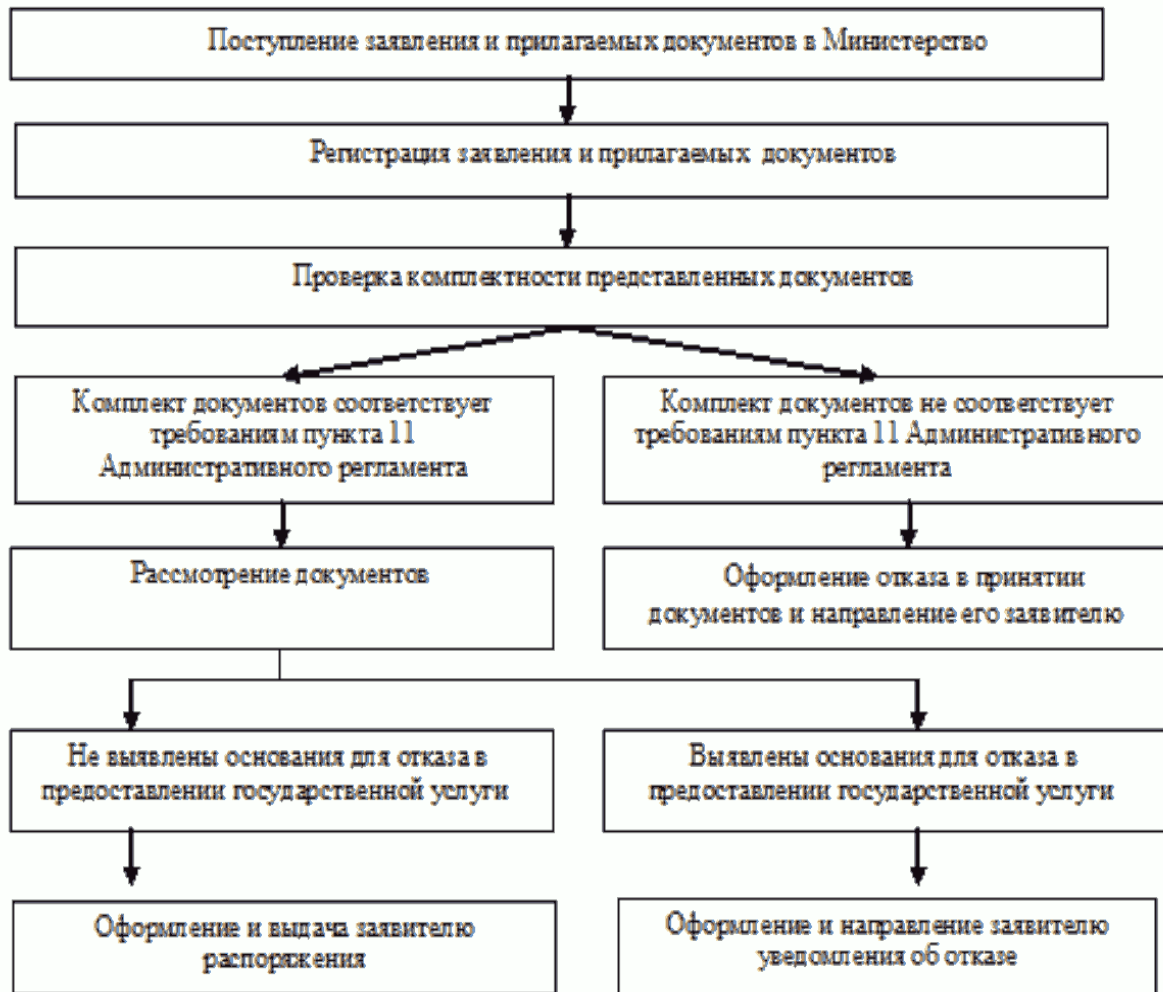 Поступление заявления и прилагаемых документов в Министерство
Регистрация заявления и прилагаемых документов
Проверка комплектности представленных документов
Комплект документов соответствует
требованиям пункта 11
Административного регламента
Комплект документов не соответствует
требованиям пункта 11 Административного
регламента
Рассмотрение документов
Оформление отказа в принятии
документов и направление его заявителю
Не выявлены основания для отказа в
предоставлении государственной услуги
Выявлены основания для отказа в
предоставлении государственной услуги
Оформление и выдача заявителю
распоряжения
Оформление и направление заявителю
уведомления об отказе